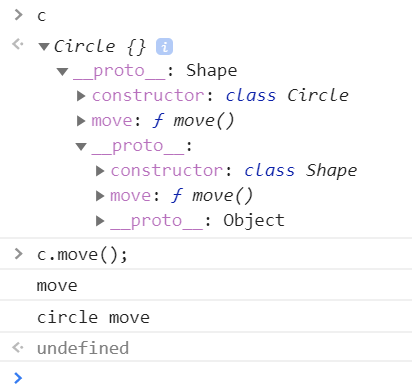 c
Circle {} i
__proto__: Shape
constructor: class Circle
move: ƒ move()
__proto__:
constructor: class Shape
move: ƒ move()
__proto__: Object
c.move();
move
circle move
undefined